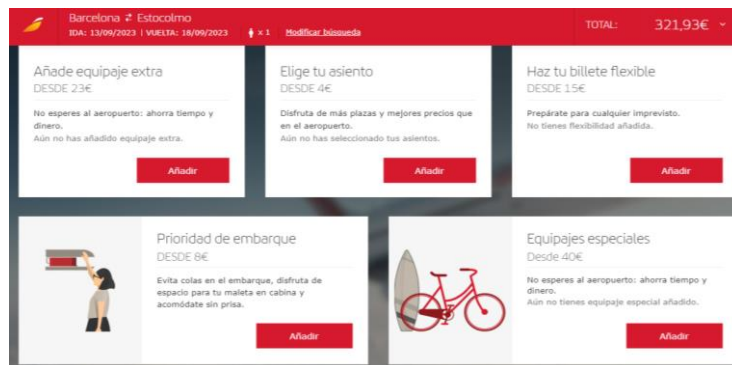 Barcelona ⇄ Estocolmo
IDA: 13/09/2023 | VUELTA: 18/09/2023 x 1 Modificar búsqueda
TOTAL: 321,93€
Añade equipaje extra
DESDE 23€
No esperes al aeropuerto: ahorra tiempo y
dinero.
Aún no has añadido equipaje extra.
Añadir
Elige tu asiento
DESDE 4€
Disfruta de más plazas y mejores precios que
en el aeropuerto.
Aún no has seleccionado tus asientos.
Añadir
Haz tu billete flexible
DESDE 15€
Prepárate para cualquier imprevisto.
No tienes flexibilidad añadida.
Añadir
Prioridad de embarque
DESDE 8€
Evita colas en el embarque, disfruta de
espacio para tu maleta en cabina y
acomódate sin prisa.
Añadir
Equipajes especiales
Desde 40€
No esperes al aeropuerto: ahorra tiempo y
dinero.
Aún no tienes equipaje especial añadido.
Añadir